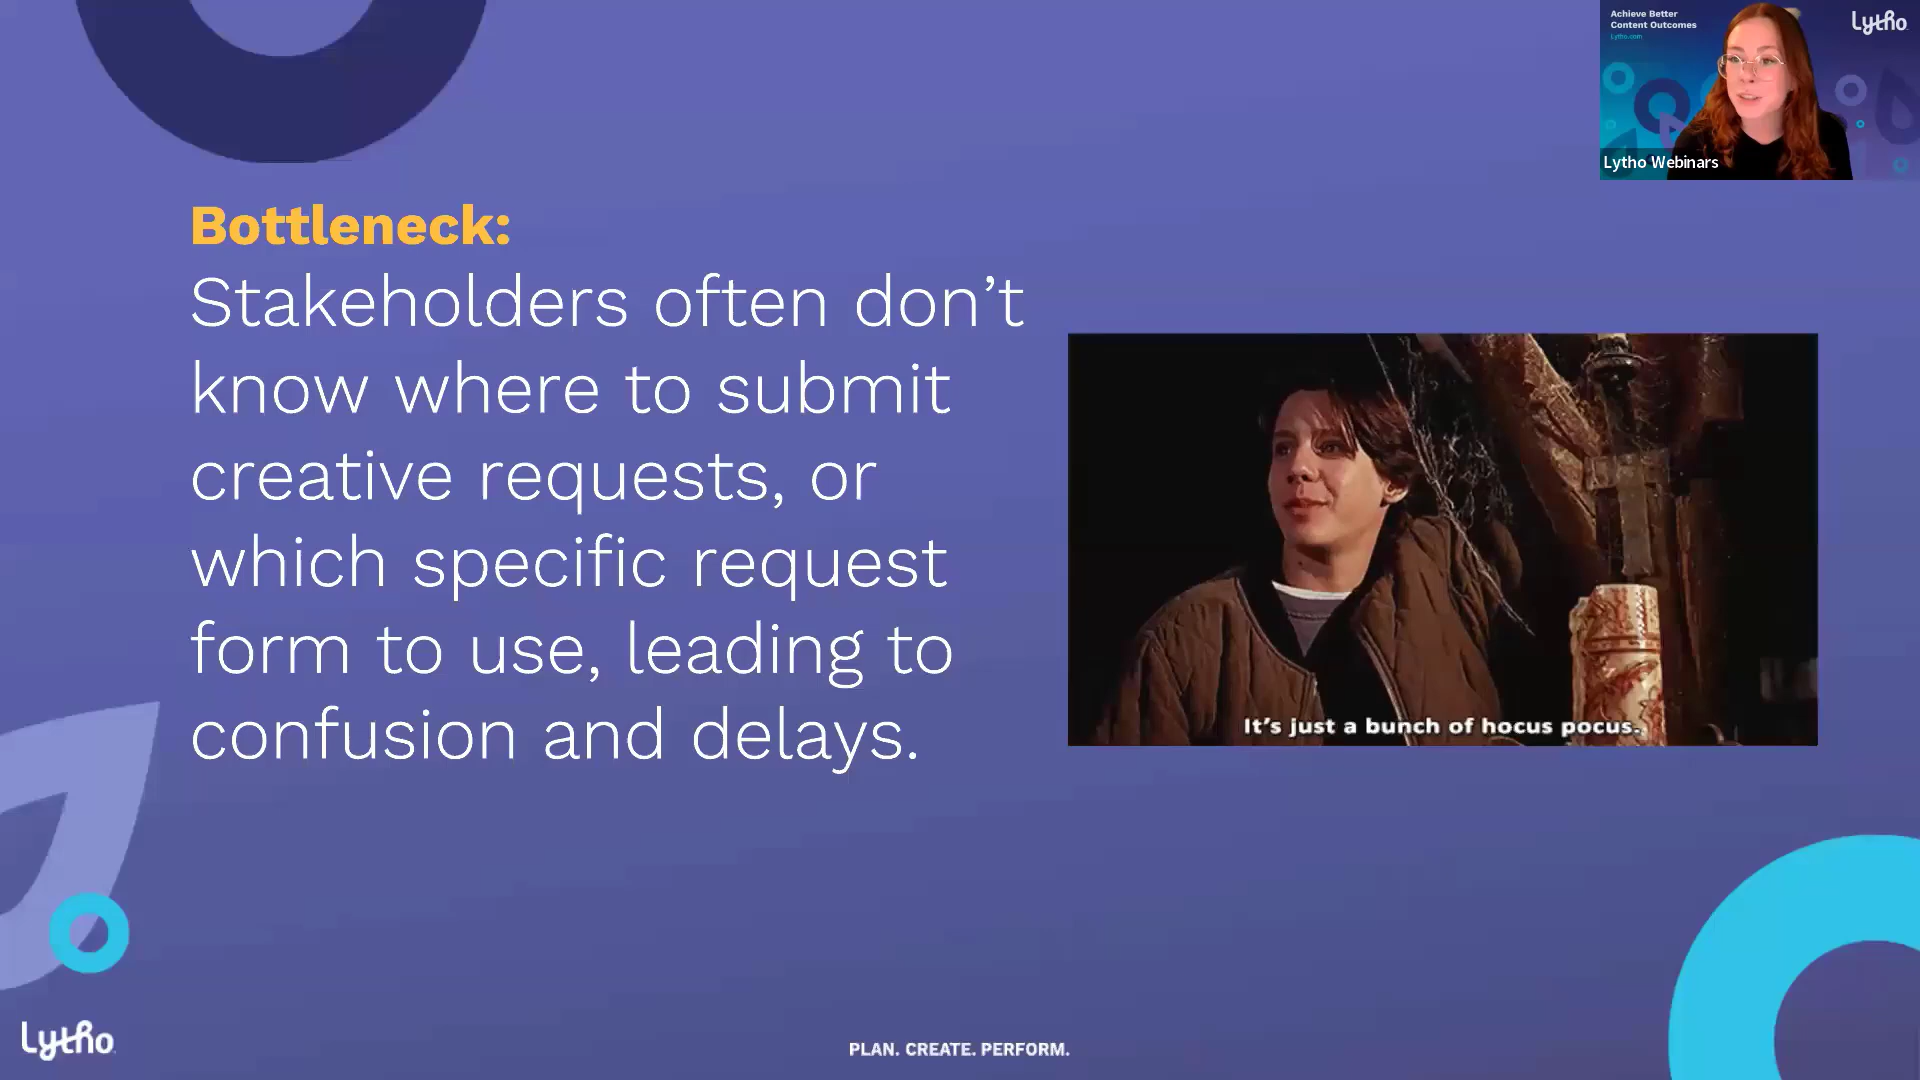 Achieve Better
Content Outcomes
Lytho.com
Lytho
Lytho Webinars
Bottleneck:
Stakeholders often don’t
know where to submit
creative requests, or
which specific request
form to use, leading to
confusion and delays.
It's just a bunch of hocus pocus.
Lytho
PLAN. CREATE. PERFORM.